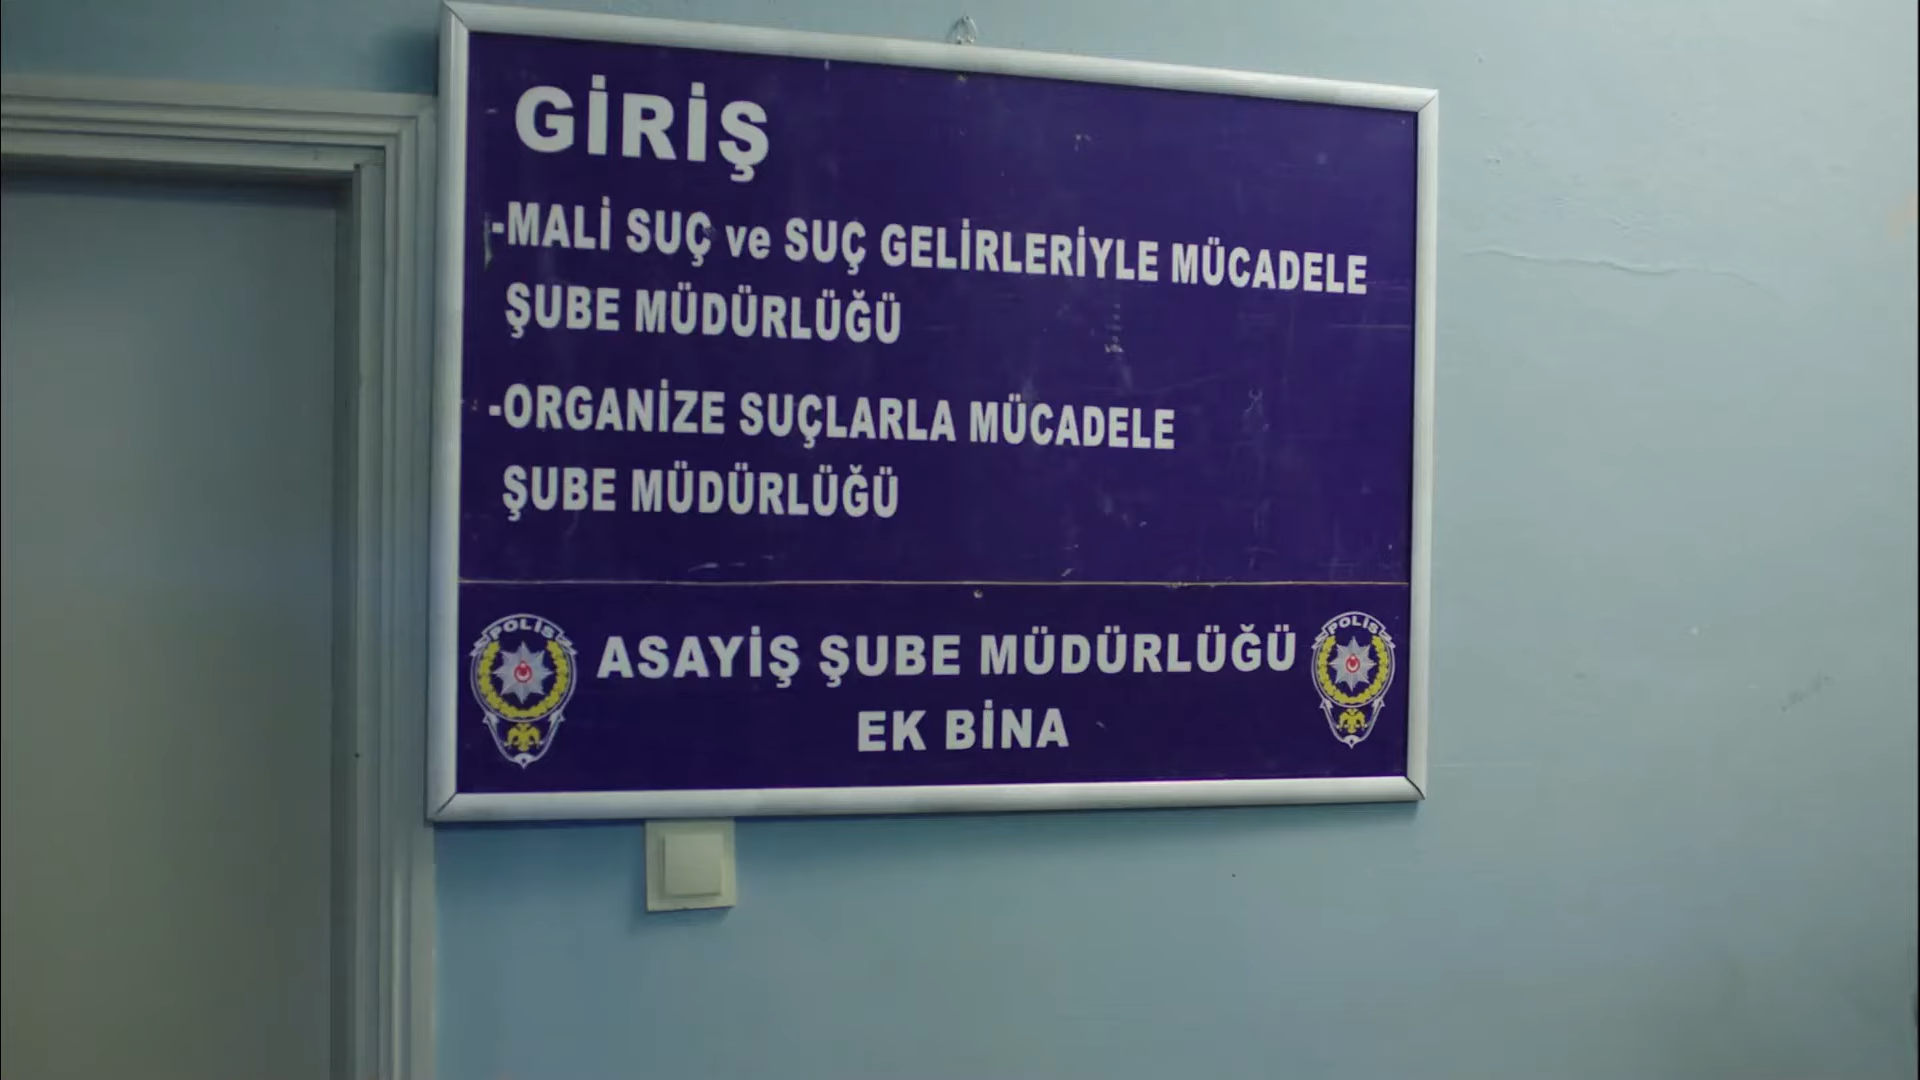 GİRİŞ
-MALİ SUÇ ve SUÇ GELİRLERİYLE MÜCADELE
ŞUBE MÜDÜRLÜĞÜ
-ORGANİZE SUÇLARLA MÜCADELE
ŞUBE MÜDÜRLÜĞÜ
POLİS
ASAYİŞ ŞUBE MÜDÜRLÜĞÜ
POLİS
EK BİNA